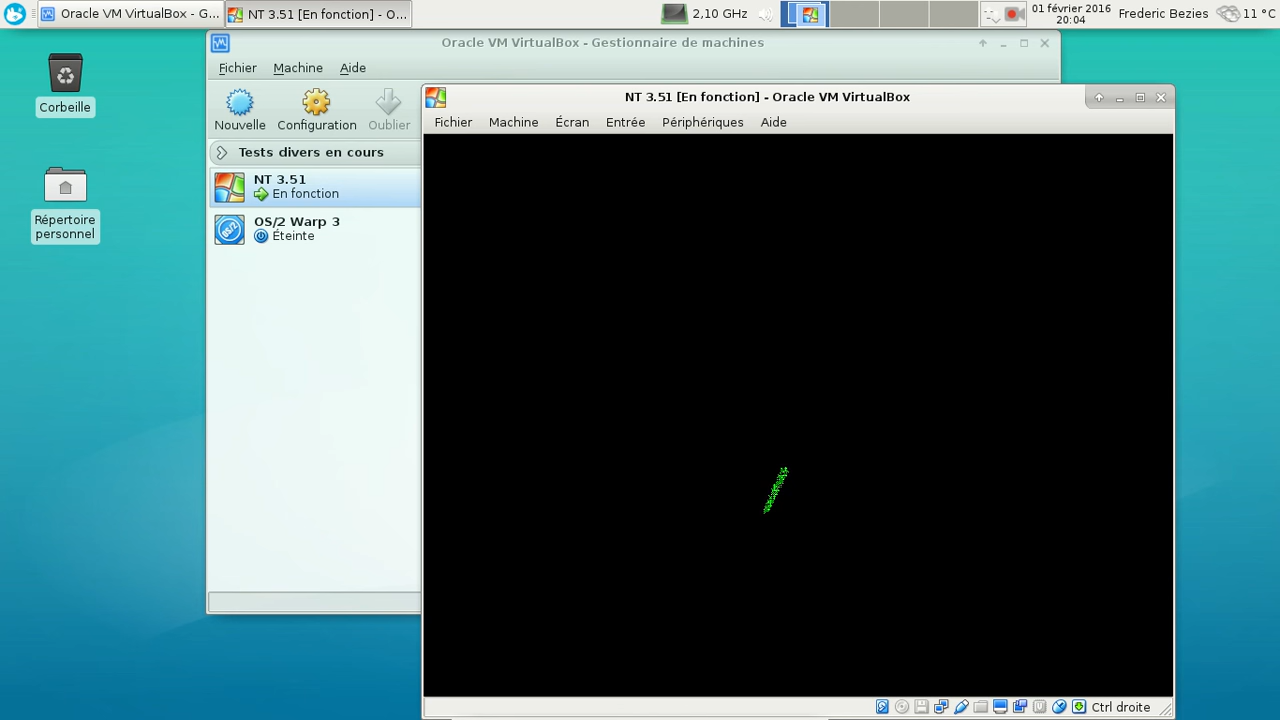 Oracle VM VirtualBox - G...
NT 3.51 [En fonction] - O...
2,10 GHz
01 février 2016
20:04
Frederic Bezies
11 °C
Corbeille
Répertoire
personnel
Oracle VM VirtualBox - Gestionnaire de machines
Fichier Machine Aide
Nouvelle Configuration Oublier
Tests divers en cours
NT 3.51
En fonction
OS/2 Warp 3
Éteinte
OS/2
NT 3.51 [En fonction] - Oracle VM VirtualBox
Fichier Machine Écran Entrée Périphériques Aide
Ctrl droite